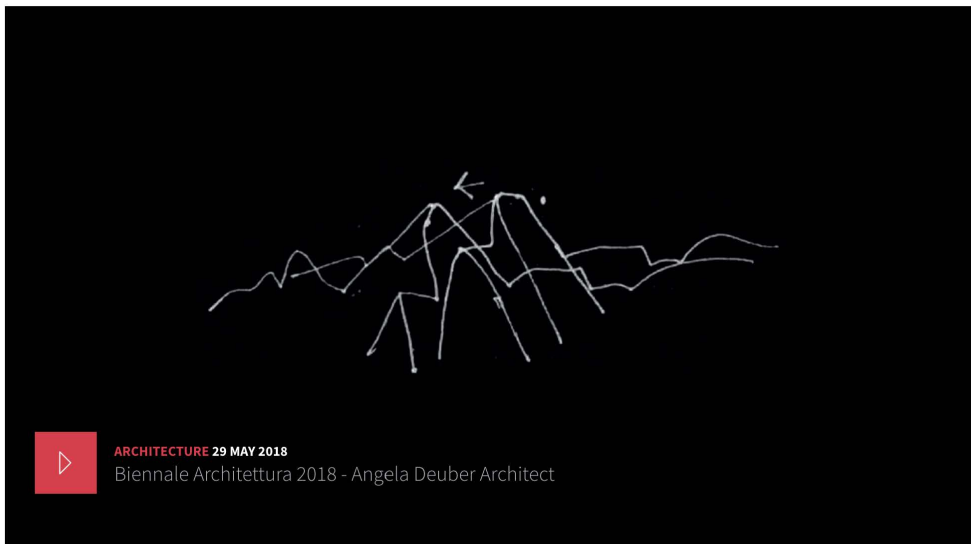 ARCHITECTURE 29 MAY 2018
Biennale Architettura 2018 - Angela Deuber Architect